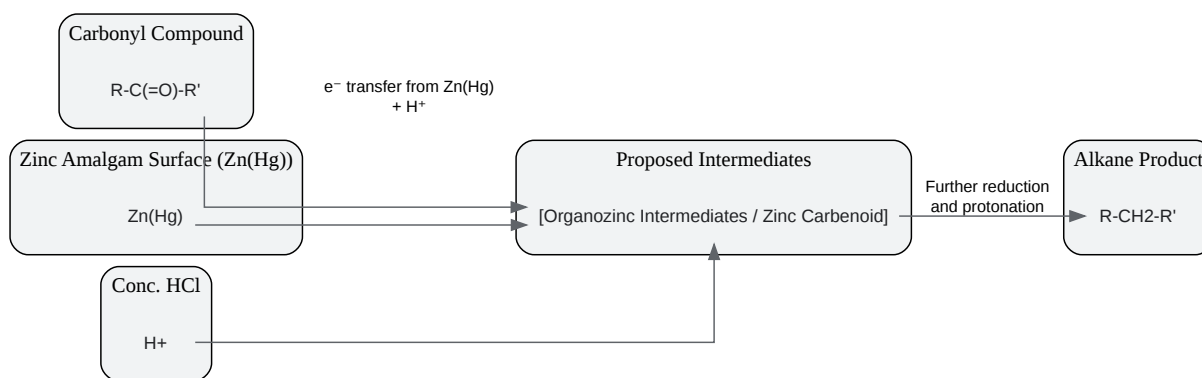 Carbonyl Compound
R-C(=O)-R'
e⁻ transfer from Zn(Hg)
+ H⁺
Zinc Amalgam Surface (Zn(Hg))
Zn(Hg)
Proposed Intermediates
[Organozinc Intermediates / Zinc Carbenoid]
Further reduction
and protonation
Alkane Product
R-CH2-R'
Conc. HCl
H+